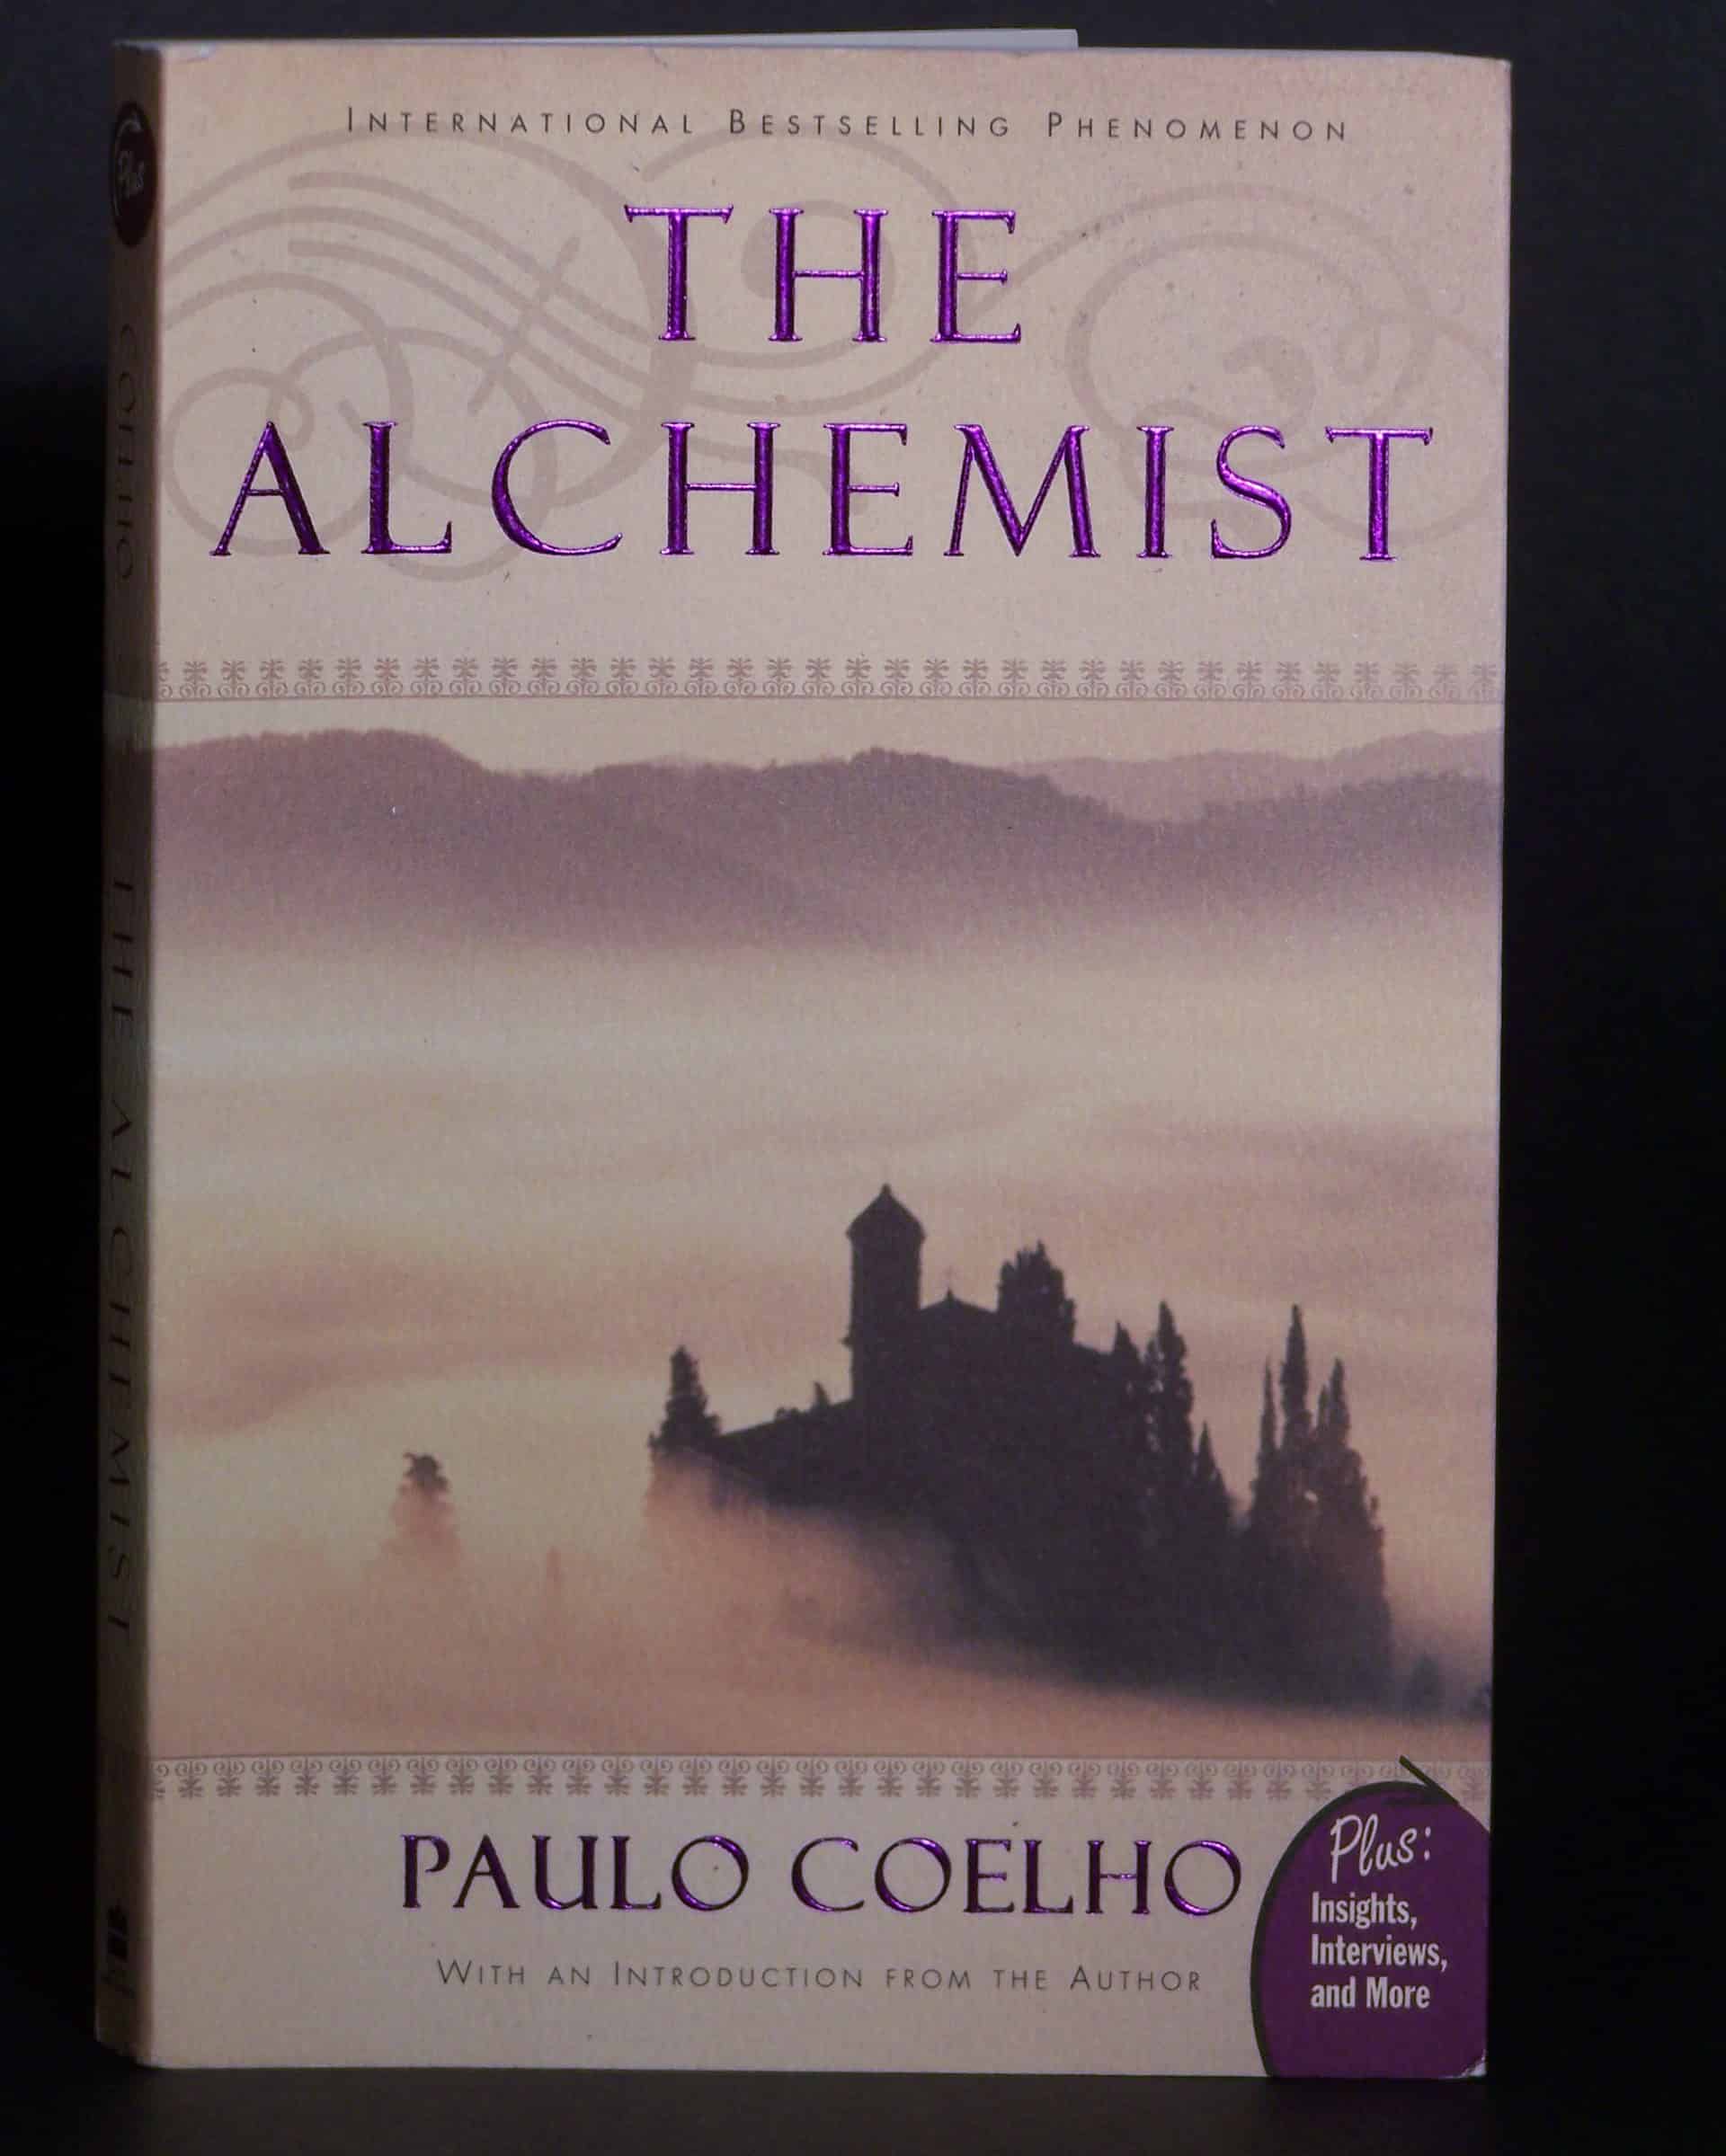 International Bestselling Phenomenon
THE
ALCHEMIST
PAULO COELHO
With an Introduction from the Author
Plus:
Insights,
Interviews,
and More
Plus
COELHO
THE ALCHEMIST